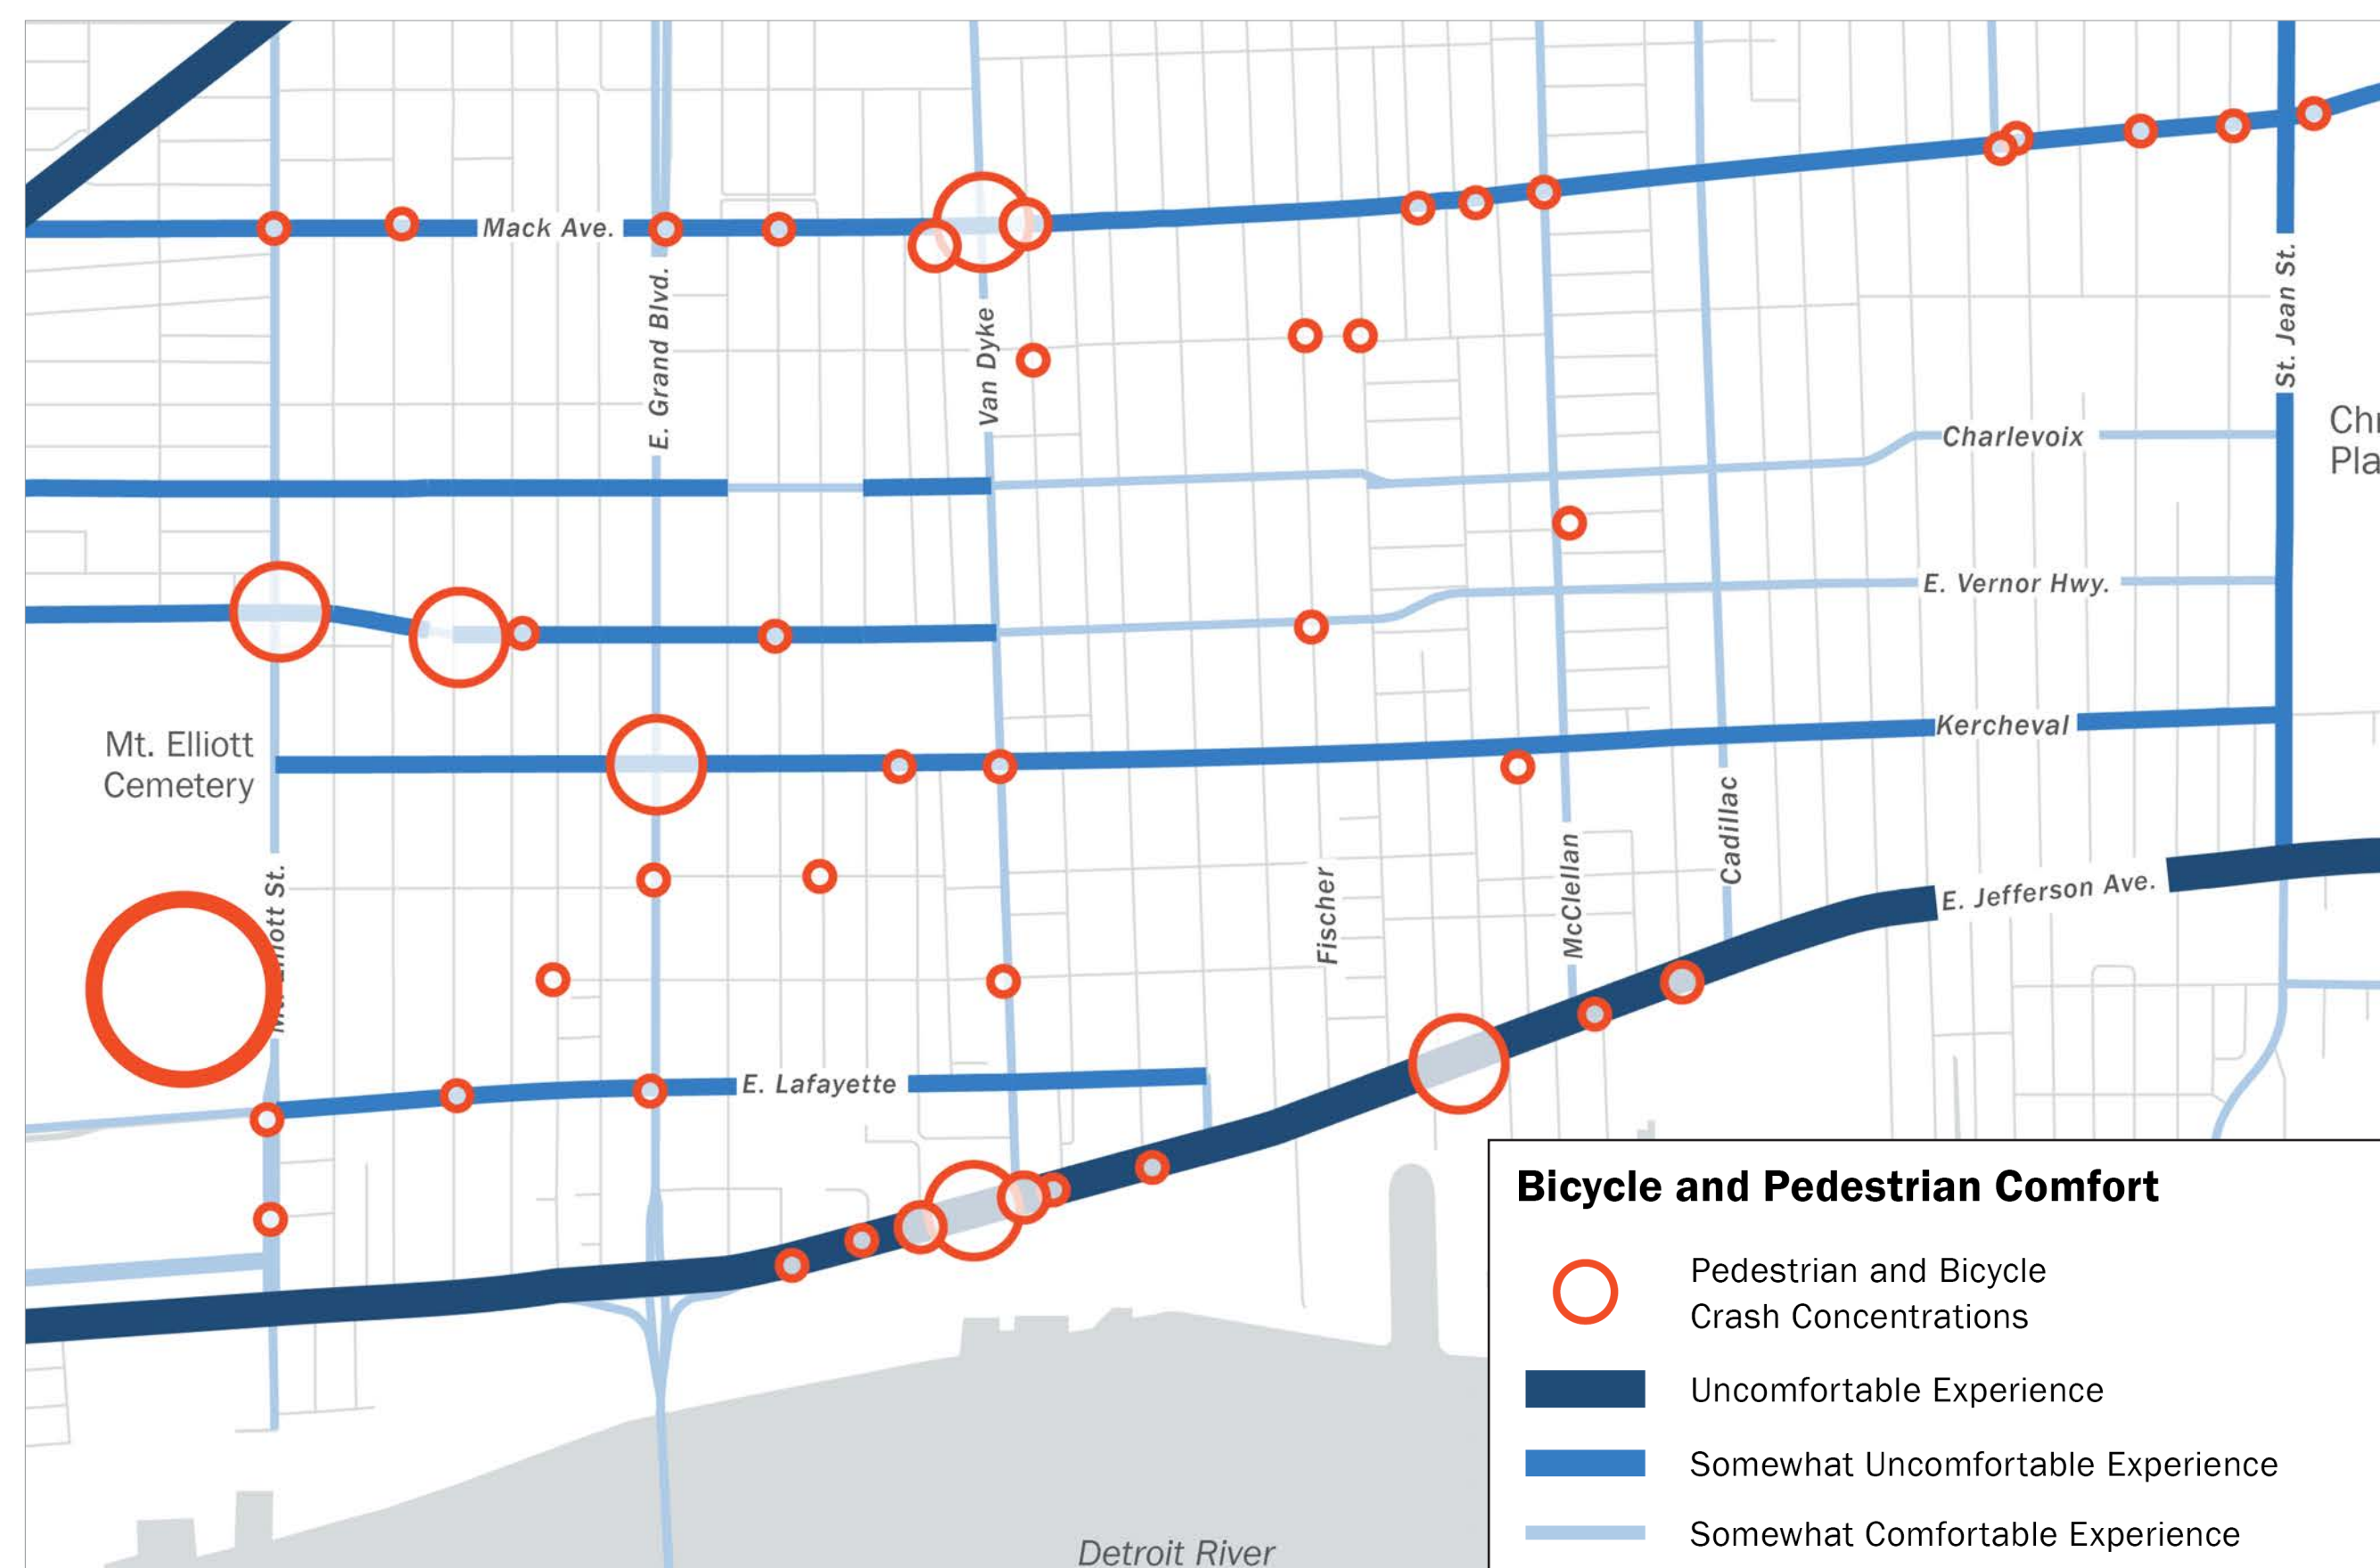 Mack Ave.
E. Grand Blvd.
Van Dyke
St. Jean St.
Charlevoix
E. Vernor Hwy.
Kercheval
Mt. Elliott
Cemetery
Cadillac
McClellan
Fischer
E. Jefferson Ave.
St.
E. Lafayette
Detroit River
Bicycle and Pedestrian Comfort
Pedestrian and Bicycle
Crash Concentrations
Uncomfortable Experience
Somewhat Uncomfortable Experience
Somewhat Comfortable Experience